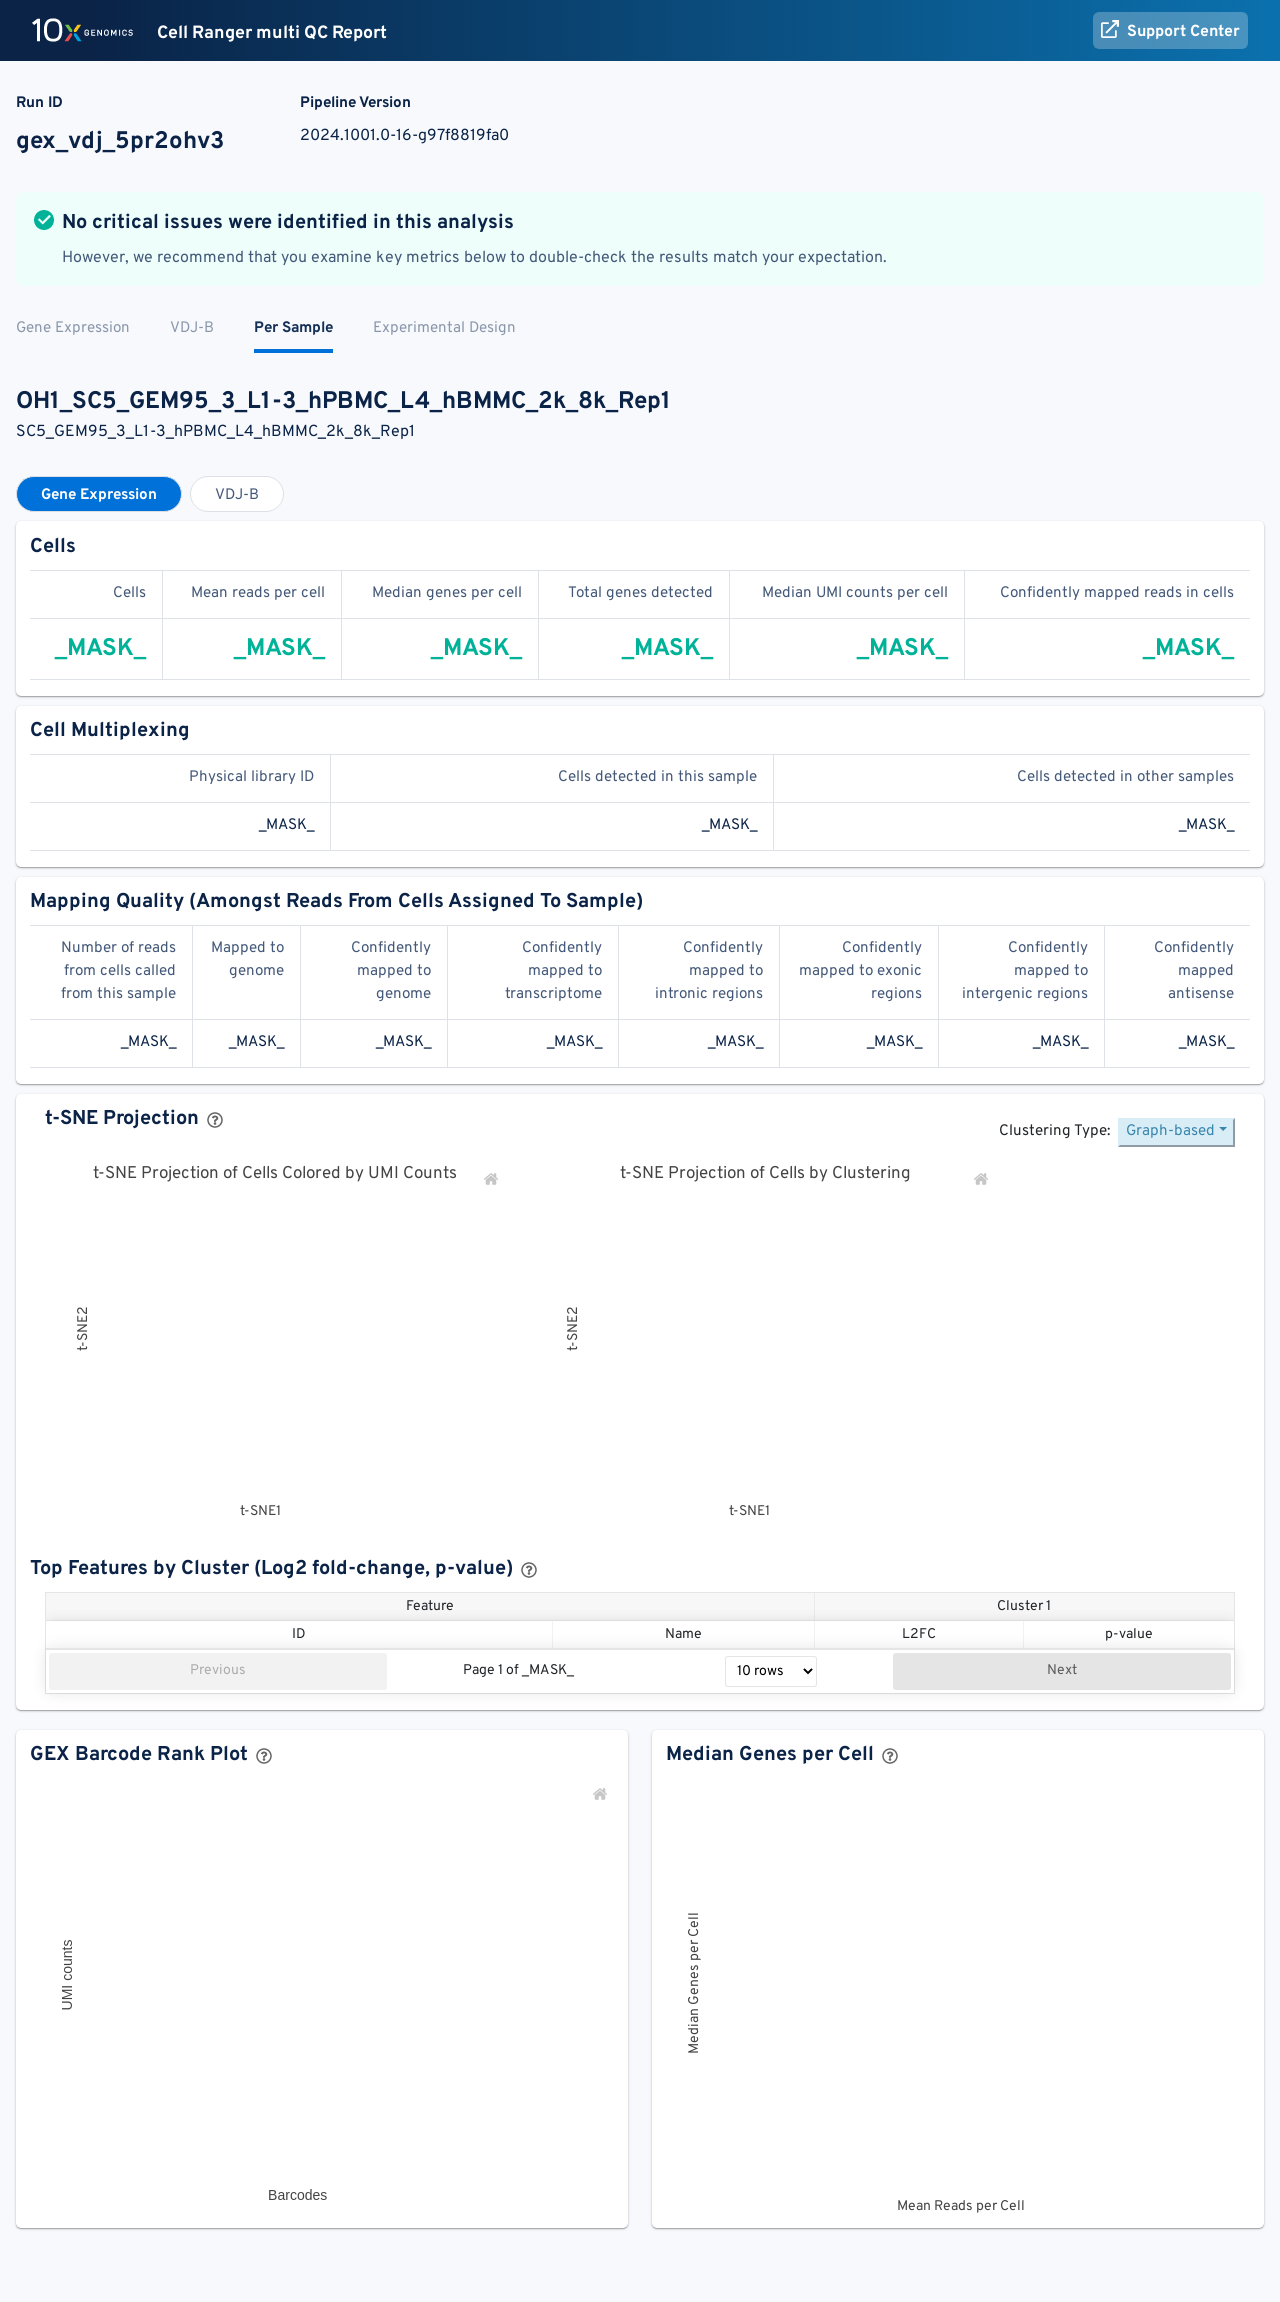 10x GENOMICS Cell Ranger multi QC Report Support Center
Run ID Pipeline Version
gex_vdj_5pr2ohv3 2024.1001.0-16-g97f8819fa0
No critical issues were identified in this analysis
However, we recommend that you examine key metrics below to double-check the results match your expectation.
Gene Expression VDJ-B Per Sample Experimental Design
OH1_SC5_GEM95_3_L1-3_hPBMC_L4_hBMMC_2k_8k_Rep1
SC5_GEM95_3_L1-3_hPBMC_L4_hBMMC_2k_8k_Rep1
Gene Expression VDJ-B
Cells
Cells Mean reads per cell Median genes per cell Total genes detected Median UMI counts per cell Confidently mapped reads in cells
_MASK_ _MASK_ _MASK_ _MASK_ _MASK_ _MASK_
Cell Multiplexing
Physical library ID Cells detected in this sample Cells detected in other samples
_MASK_ _MASK_ _MASK_
Mapping Quality (Amongst Reads From Cells Assigned To Sample)
Number of reads Mapped to Confidently Confidently Confidently Confidently Confidently Confidently
from cells called genome mapped to mapped to mapped to mapped to exonic mapped to mapped
from this sample genome transcriptome intronic regions regions intergenic regions antisense
_MASK_ _MASK_ _MASK_ _MASK_ _MASK_ _MASK_ _MASK_ _MASK_
t-SNE Projection
Clustering Type: Graph-based
t-SNE Projection of Cells Colored by UMI Counts t-SNE Projection of Cells by Clustering
t-SNE2 t-SNE2
t-SNE1 t-SNE1
Top Features by Cluster (Log2 fold-change, p-value)
Feature Cluster 1
ID Name L2FC p-value
Previous Page 1 of _MASK_ 10 rows Next
GEX Barcode Rank Plot Median Genes per Cell
UMI counts Median Genes per Cell
Barcodes Mean Reads per Cell